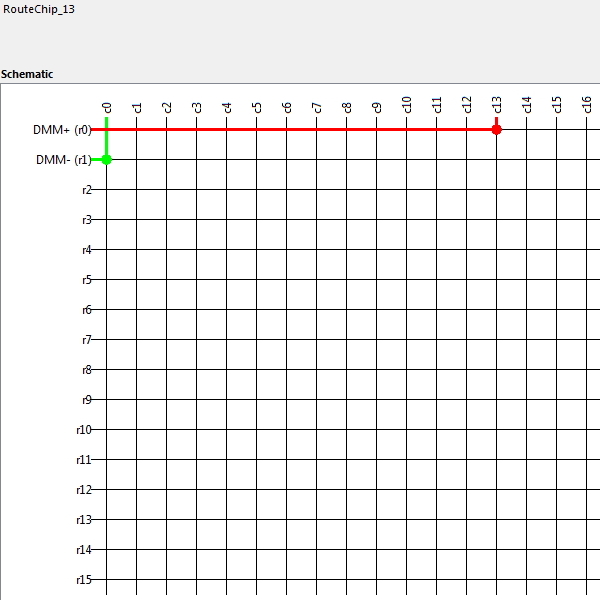 RouteChip_13
Schematic
c0 c1 c2 c3 c4 c5 c6 c7 c8 c9 c10 c11 c12 c13 c14 c15 c16
DMM+ (r0)
DMM- (r1)
r2
r3
r4
r5
r6
r7
r8
r9
r10
r11
r12
r13
r14
r15